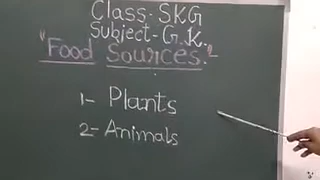 Class-SKG
Subject-G.K.
"Food Sources."
1- Plants
2- Animals